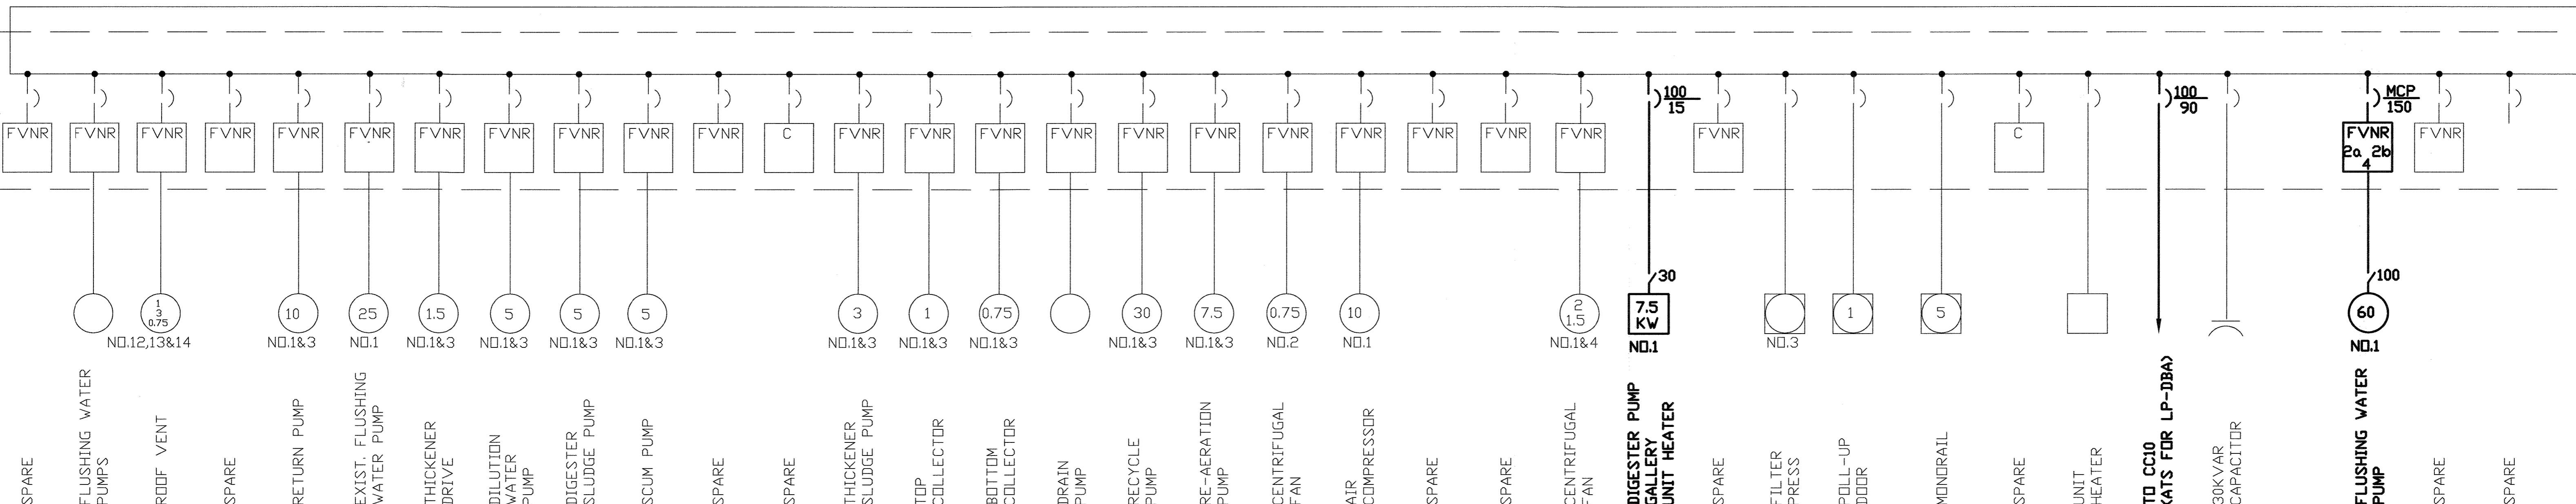 100
15
100
90
MCP
150
FVNR
FVNR
FVNR
FVNR
FVNR
FVNR
FVNR
FVNR
FVNR
FVNR
FVNR
C
FVNR
FVNR
FVNR
FVNR
FVNR
FVNR
FVNR
FVNR
FVNR
FVNR
FVNR
FVNR
C
FVNR
2a 2b
4
FVNR
30
100
1
3
0.75
10
25
1.5
5
5
5
3
1
0.75
30
7.5
0.75
10
2
1.5
7.5
KW
1
5
60
NO.12,13&14
NO.1&3
NO.1
NO.1&3
NO.1&3
NO.1&3
NO.1&3
NO.1&3
NO.1&3
NO.1&3
NO.1&3
NO.1&3
NO.2
NO.1
NO.1&4
NO.1
NO.3
NO.1
SPARE
FLUSHING WATER
PUMPS
ROOF VENT
SPARE
RETURN PUMP
EXIST. FLUSHING
WATER PUMP
THICKENER
DRIVE
DILUTION
WATER
PUMP
DIGESTER
SLUDGE PUMP
SCUM PUMP
SPARE
SPARE
THICKENER
SLUDGE PUMP
TOP
COLLECTOR
BOTTOM
COLLECTOR
DRAIN
PUMP
RECYCLE
PUMP
RE-AERATION
PUMP
CENTRIFUGAL
FAN
AIR
COMPRESSOR
SPARE
SPARE
CENTRIFUGAL
FAN
DIGESTER PUMP
GALLERY
UNIT HEATER
SPARE
FILTER
PRESS
POLL-UP
DOOR
MONORAIL
SPARE
UNIT
HEATER
TO CC10
(ATS FOR LP-DBA)
30KVAR
CAPACITOR
FLUSHING WATER
PUMP
SPARE
SPARE